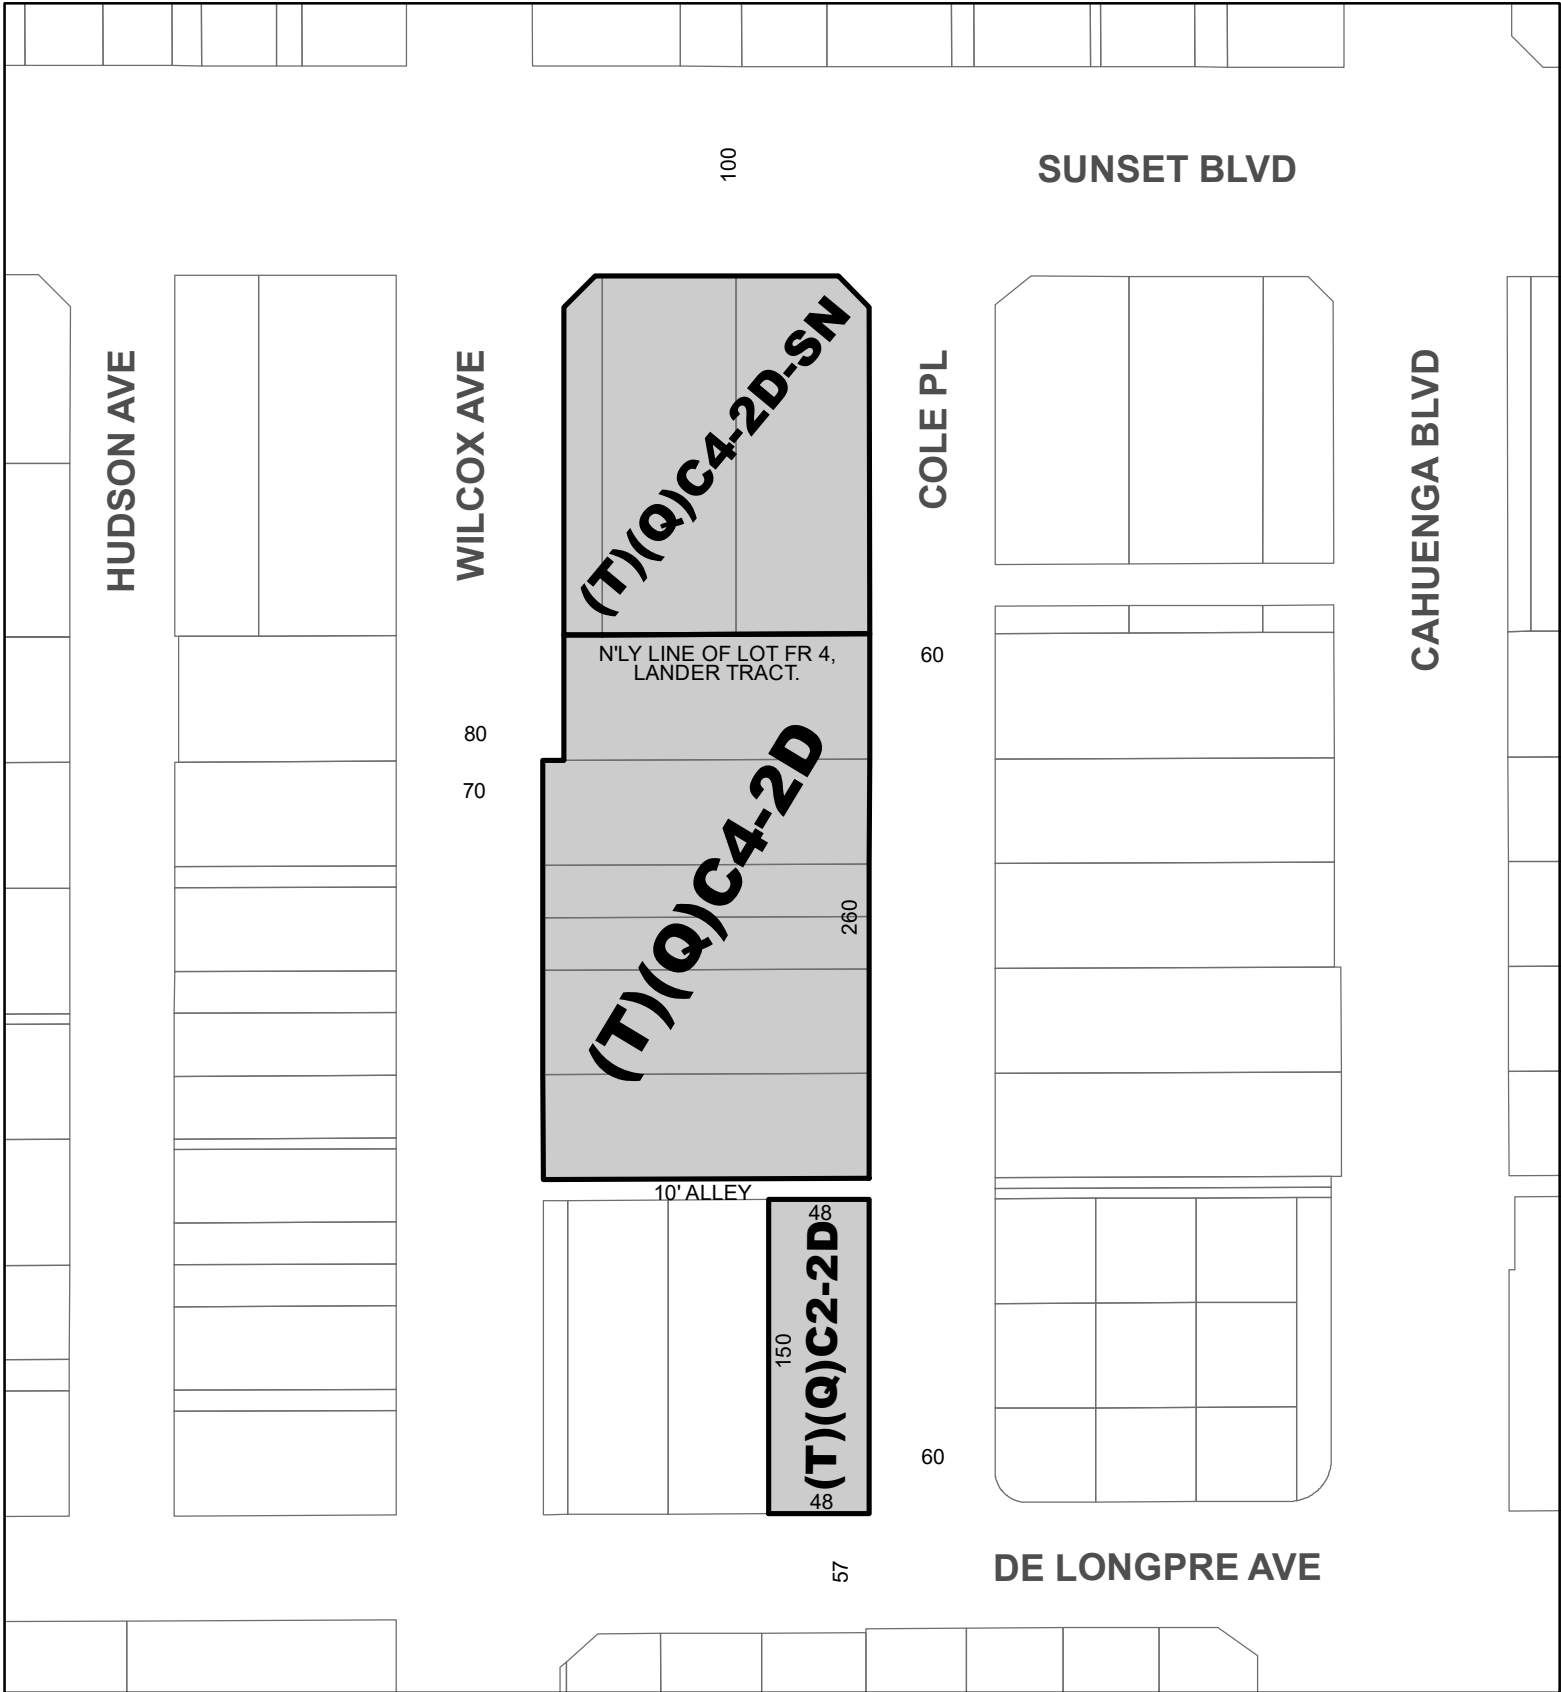 100
SUNSET BLVD
HUDSON AVE
WILCOX AVE
(T)(Q)C4-2D-SN
COLE PL
CAHUENGA BLVD
N'LY LINE OF LOT FR 4,
LANDER TRACT.
60
80
70
(T)(Q)C4-2D
260
10' ALLEY
48
150
(T)(Q)C2-2D
48
60
57
DE LONGPRE AVE